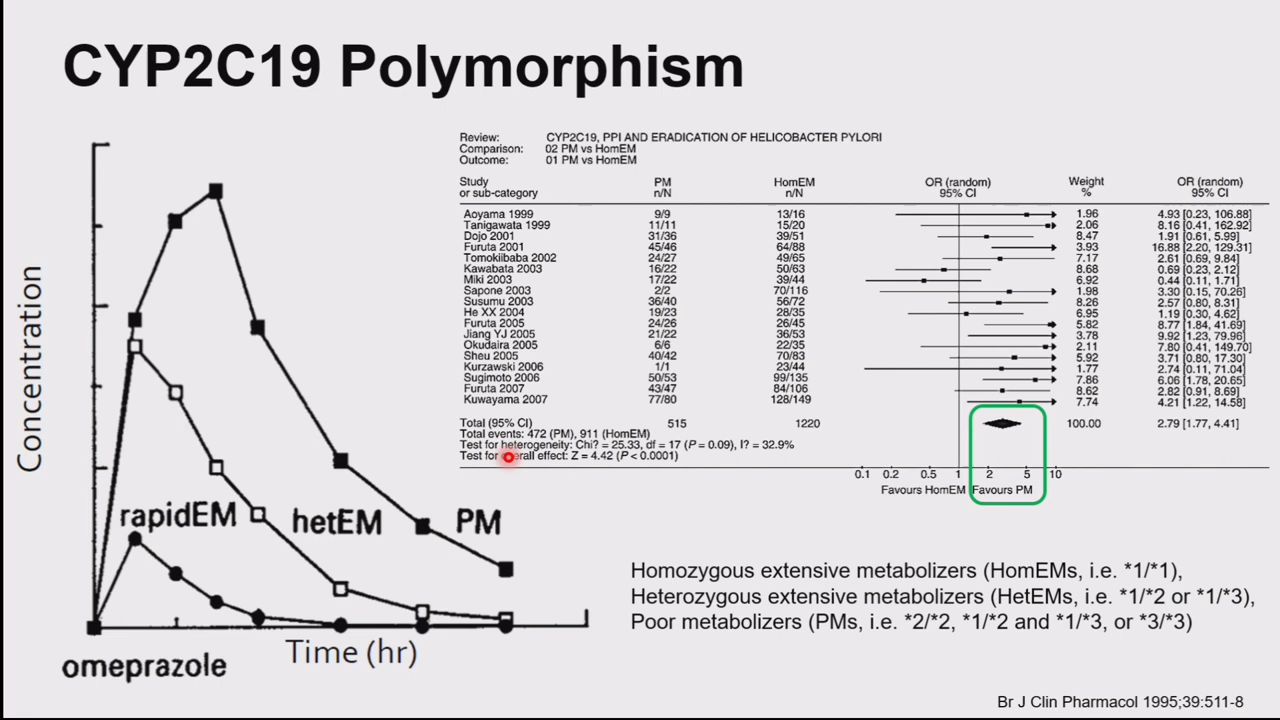 CYP2C19 Polymorphism
Concentration
rapidEM
hetEM
PM
Time (hr)
omeprazole
Review: CYP2C19, PPI AND ERADICATION OF HELICOBACTER PYLORI
Comparison: 02 PM vs HomEM
Outcome: 01 PM vs HomEM
Study PM HomEM OR (random) Weight OR (random)
or sub-category n/N n/N 95% CI % 95% CI
Aoyama 1999 9/9 13/16 1.96 4.93 [0.23, 106.88]
Tanigawata 1999 11/11 15/20 2.06 8.16 [0.41, 162.92]
Dojo 2001 31/36 39/51 8.47 1.91 [0.61, 5.99]
Furuta 2001 45/46 64/88 3.93 16.88 [2.20, 129.31]
Tomokiibaba 2002 24/27 49/65 7.17 2.61 [0.69, 9.84]
Kawabata 2003 16/22 50/63 8.68 0.69 [0.23, 2.12]
Miki 2003 17/22 39/44 6.92 0.44 [0.11, 1.71]
Sapone 2003 2/2 70/116 1.98 3.30 [0.15, 70.26]
Susumu 2003 36/40 56/72 8.26 2.57 [0.80, 8.31]
He XX 2004 19/23 28/35 6.95 1.19 [0.30, 4.62]
Furuta 2005 24/26 26/45 5.82 8.77 [1.84, 41.69]
Jiang YJ 2005 21/22 36/53 3.78 9.92 [1.23, 79.96]
Okudaira 2005 6/6 22/35 2.11 7.80 [0.41, 149.70]
Sheu 2005 40/42 70/83 5.92 3.71 [0.80, 17.30]
Kurzawski 2006 1/1 23/44 1.77 2.74 [0.11, 71.04]
Sugimoto 2006 50/53 99/135 7.86 6.06 [1.78, 20.65]
Furuta 2007 43/47 84/106 8.62 2.82 [0.91, 8.69]
Kuwayama 2007 77/80 128/149 7.74 4.21 [1.22, 14.58]
Total (95% CI) 515 1220 100.00 2.79 [1.77, 4.41]
Total events: 472 (PM), 911 (HomEM)
Test for heterogeneity: Chi? = 25.33, df = 17 (P = 0.09), I? = 32.9%
Test for effect: Z = 4.42 (P < 0.0001)
0.1 0.2 0.5 1 2 5 10
Favours HomEM Favours PM
Homozygous extensive metabolizers (HomEMs, i.e. *1/*1),
Heterozygous extensive metabolizers (HetEMs, i.e. *1/*2 or *1/*3),
Poor metabolizers (PMs, i.e. *2/*2, *1/*2 and *1/*3, or *3/*3)
Br J Clin Pharmacol 1995;39:511-8